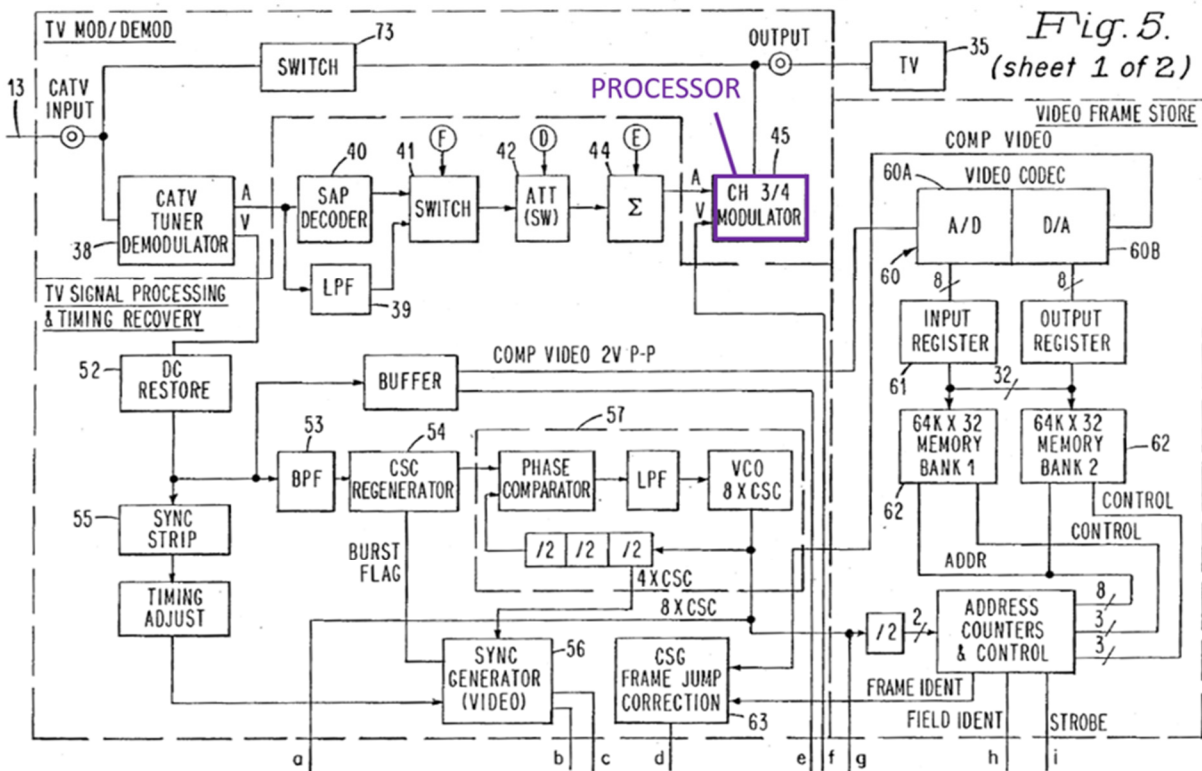 TV MOD/DEMOD
73
SWITCH
OUTPUT
35
TV
Fig. 5.
(sheet 1 of 2)
13
CATV
INPUT
PROCESSOR
VIDEO FRAME STORE
COMP VIDEO
F
D
E
40
41
42
44
45
60A
VIDEO CODEC
CATV
TUNER
DEMODULATOR
38
A
V
SAP
DECODER
SWITCH
ATT
(SW)
Σ
A
V
CH 3/4
MODULATOR
A/D
D/A
60
60B
LPF
39
8
8
TV SIGNAL PROCESSING
& TIMING RECOVERY
INPUT
REGISTER
OUTPUT
REGISTER
61
32
52
DC
RESTORE
BUFFER
COMP VIDEO 2V P-P
57
53
54
BPF
CSC
REGENERATOR
PHASE
COMPARATOR
LPF
VCO
8XCSC
64K X 32
MEMORY
BANK 1
64K X 32
MEMORY
BANK 2
62
62
CONTROL
CONTROL
ADDR
55
SYNC
STRIP
BURST
FLAG
/2
/2
/2
4XCSC
8XCSC
TIMING
ADJUST
/2
2
ADDRESS
COUNTERS
& CONTROL
8
3
3
SYNC
GENERATOR
(VIDEO)
56
CSG
FRAME JUMP
CORRECTION
63
FRAME IDENT
FIELD IDENT
STROBE
a
b
c
d
e
f
g
h
i